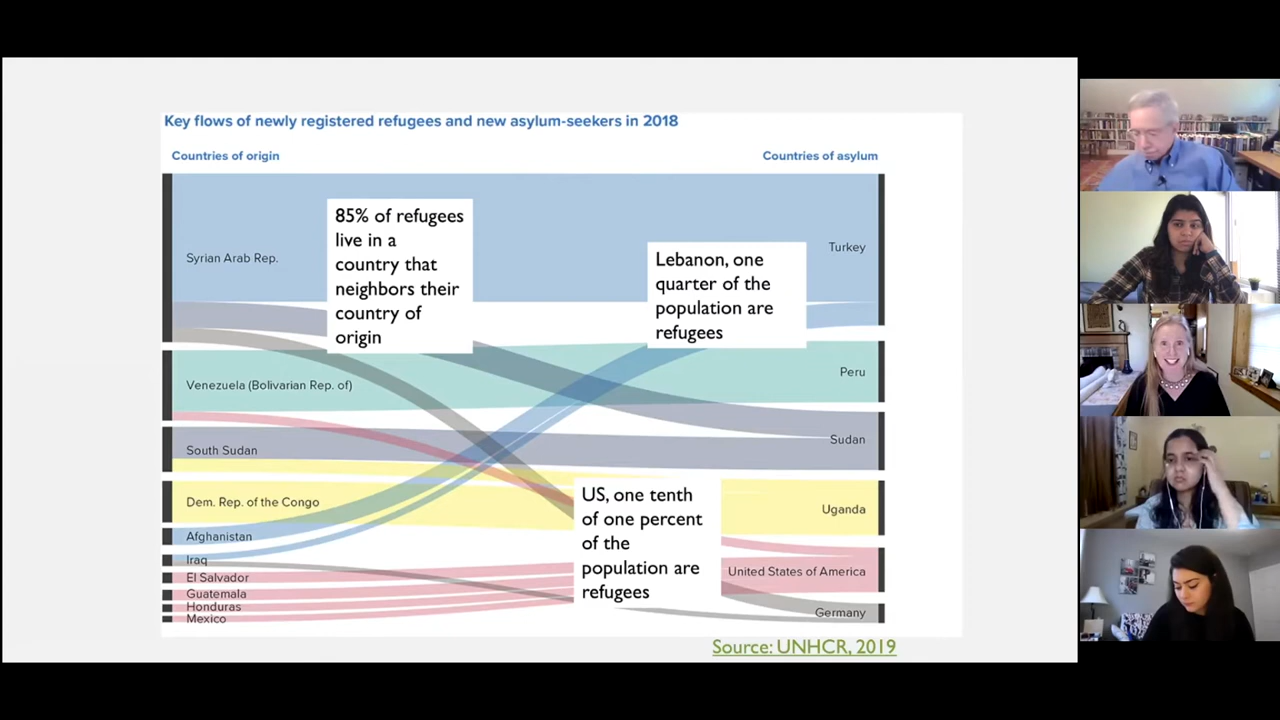 Key flows of newly registered refugees and new asylum-seekers in 2018
Countries of origin
Countries of asylum
Syrian Arab Rep.
Venezuela (Bolivarian Rep. of)
South Sudan
Dem. Rep. of the Congo
Afghanistan
Iraq
El Salvador
Guatemala
Honduras
Mexico
85% of refugees
live in a
country that
neighbors their
country of
origin
Lebanon, one
quarter of the
population are
refugees
US, one tenth
of one percent
of the
population are
refugees
Turkey
Peru
Sudan
Uganda
United States of America
Germany
Source: UNHCR, 2019